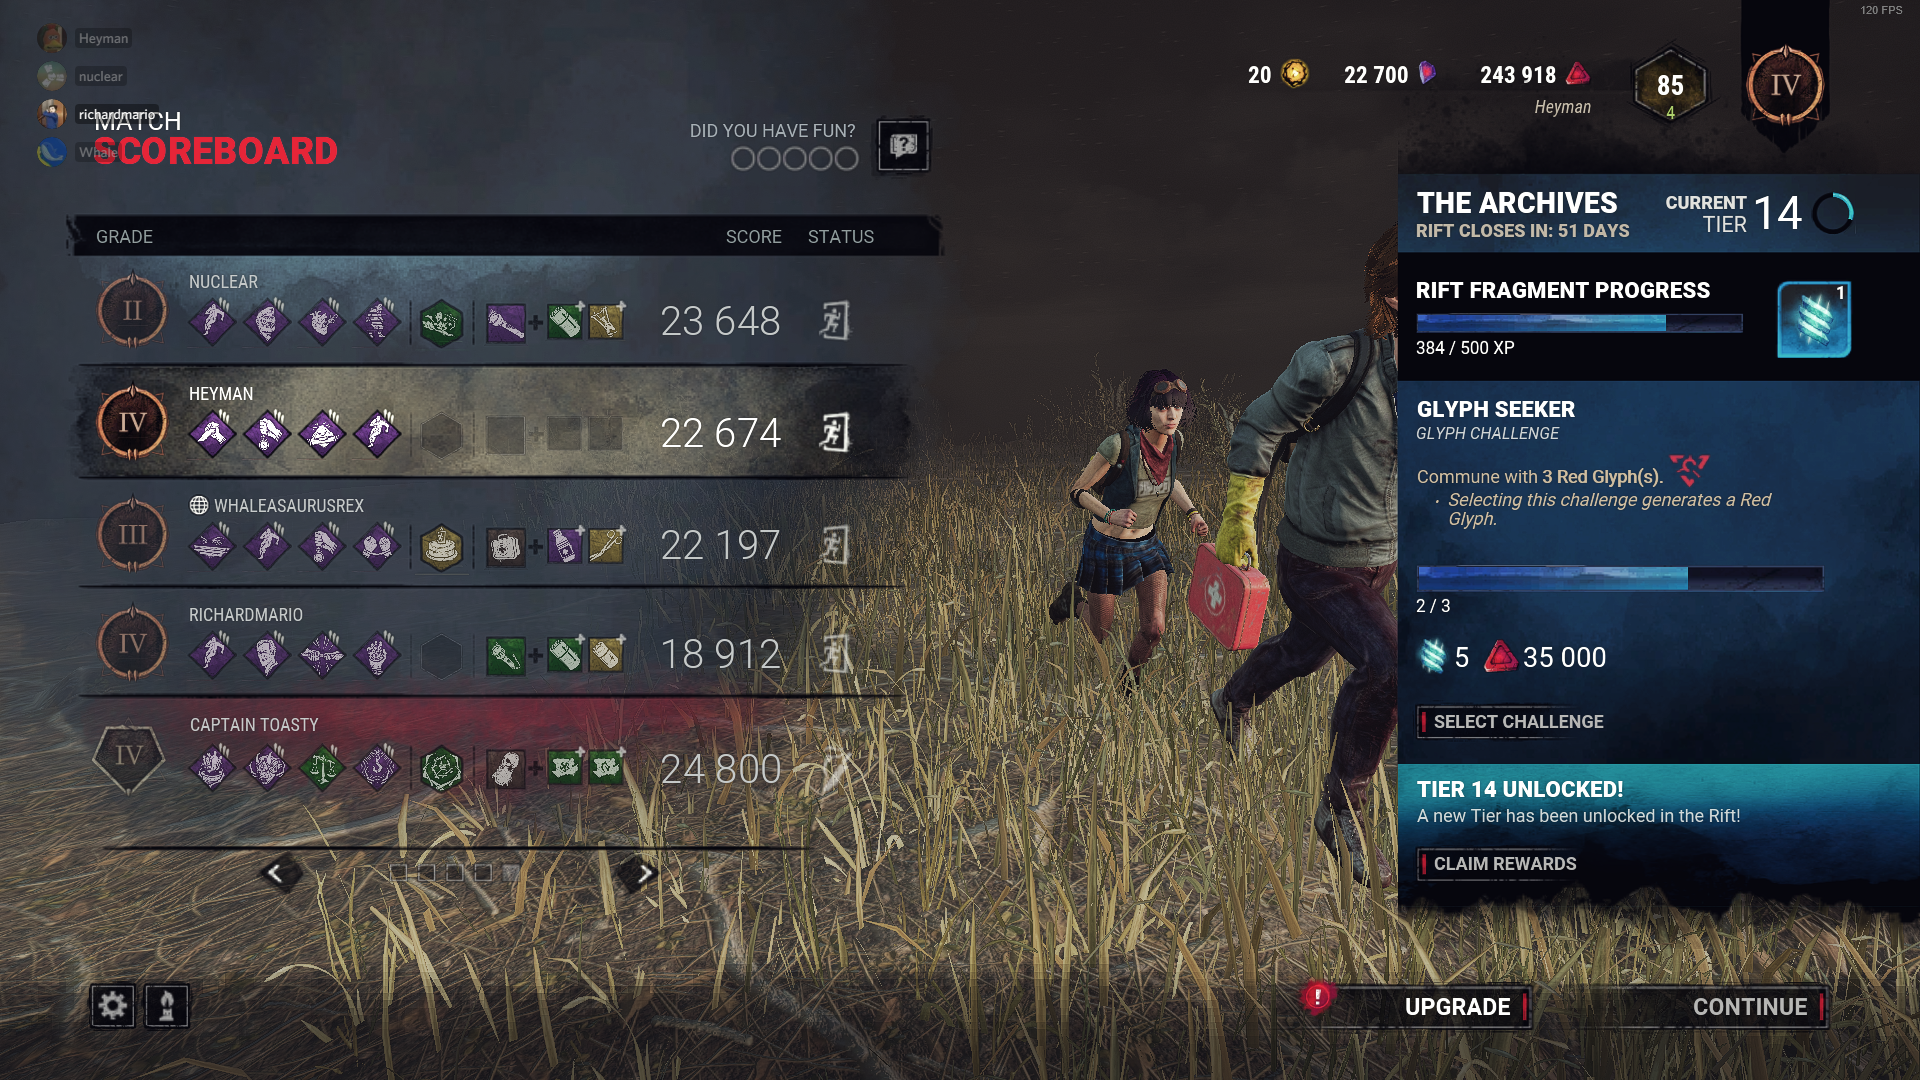 120 FPS
Heyman
nuclear
richardmario
Whale
MATCH
SCOREBOARD
DID YOU HAVE FUN?
?
20
22 700
243 918
Heyman
85
4
IV
GRADE SCORE STATUS
II
NUCLEAR
23 648
IV
HEYMAN
22 674
III
WHALEASAURUSREX
22 197
IV
RICHARDMARIO
18 912
IV
CAPTAIN TOASTY
24 800
THE ARCHIVES
RIFT CLOSES IN: 51 DAYS
CURRENT
TIER 14
RIFT FRAGMENT PROGRESS
1
384 / 500 XP
GLYPH SEEKER
GLYPH CHALLENGE
Commune with 3 Red Glyph(s).
· Selecting this challenge generates a Red
Glyph.
2 / 3
5 35 000
SELECT CHALLENGE
TIER 14 UNLOCKED!
A new Tier has been unlocked in the Rift!
CLAIM REWARDS
!
UPGRADE
CONTINUE